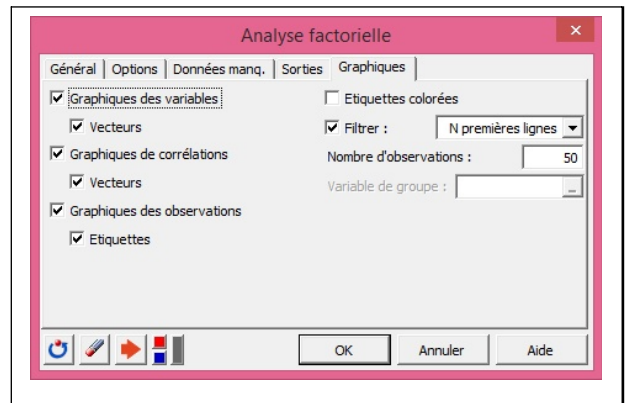 Analyse factorielle
Général Options Données manq. Sorties Graphiques
Graphiques des variables
Vecteurs
Graphiques de corrélations
Vecteurs
Graphiques des observations
Etiquettes
Etiquettes colorées
Filtrer : N premières lignes
Nombre d'observations : 50
Variable de groupe : ...
OK Annuler Aide